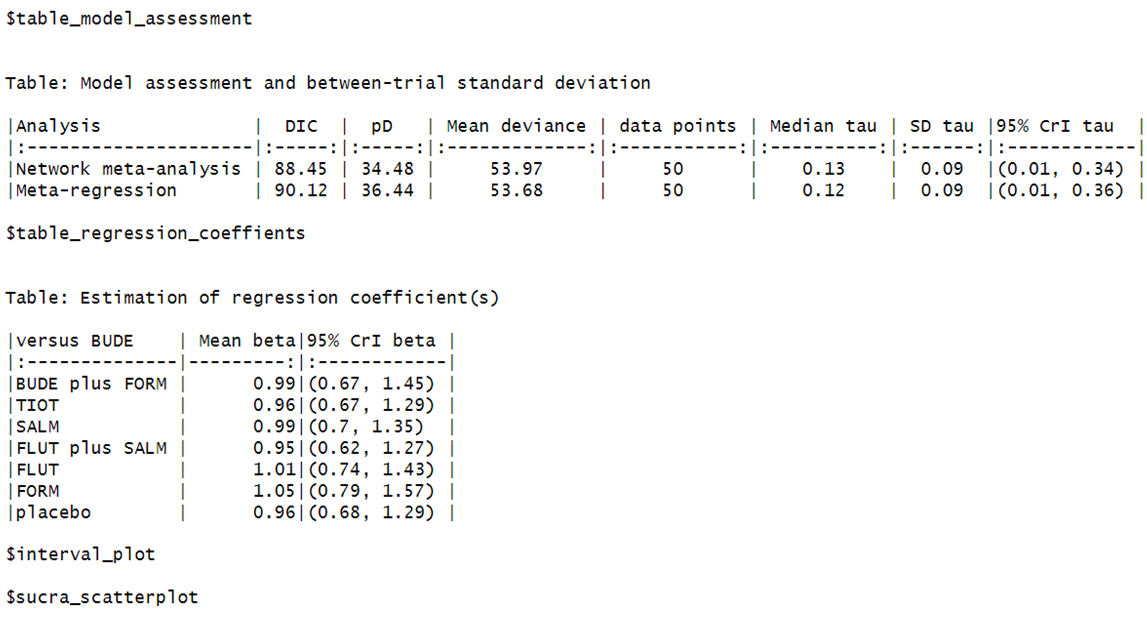 $table_model_assessment
Table: Model assessment and between-trial standard deviation
|Analysis              |  DIC  |  pD   | Mean deviance | data points | Median tau | SD tau |95% CrI tau  |
|:---------------------|:-----:|:-----:|:-------------:|:-----------:|:----------:|:------:|:------------|
|Network meta-analysis | 88.45 | 34.48 |     53.97     |     50      |    0.13    |  0.09  |(0.01, 0.34) |
|Meta-regression       | 90.12 | 36.44 |     53.68     |     50      |    0.12    |  0.09  |(0.01, 0.36) |
$table_regression_coeffients
Table: Estimation of regression coefficient(s)
|versus BUDE    | Mean beta|95% CrI beta |
|:--------------|---------:|:------------|
|BUDE plus FORM |      0.99|(0.67, 1.45) |
|TIOT           |      0.96|(0.67, 1.29) |
|SALM           |      0.99|(0.7, 1.35)  |
|FLUT plus SALM |      0.95|(0.62, 1.27) |
|FLUT           |      1.01|(0.74, 1.43) |
|FORM           |      1.05|(0.79, 1.57) |
|placebo        |      0.96|(0.68, 1.29) |
$interval_plot
$sucra_scatterplot